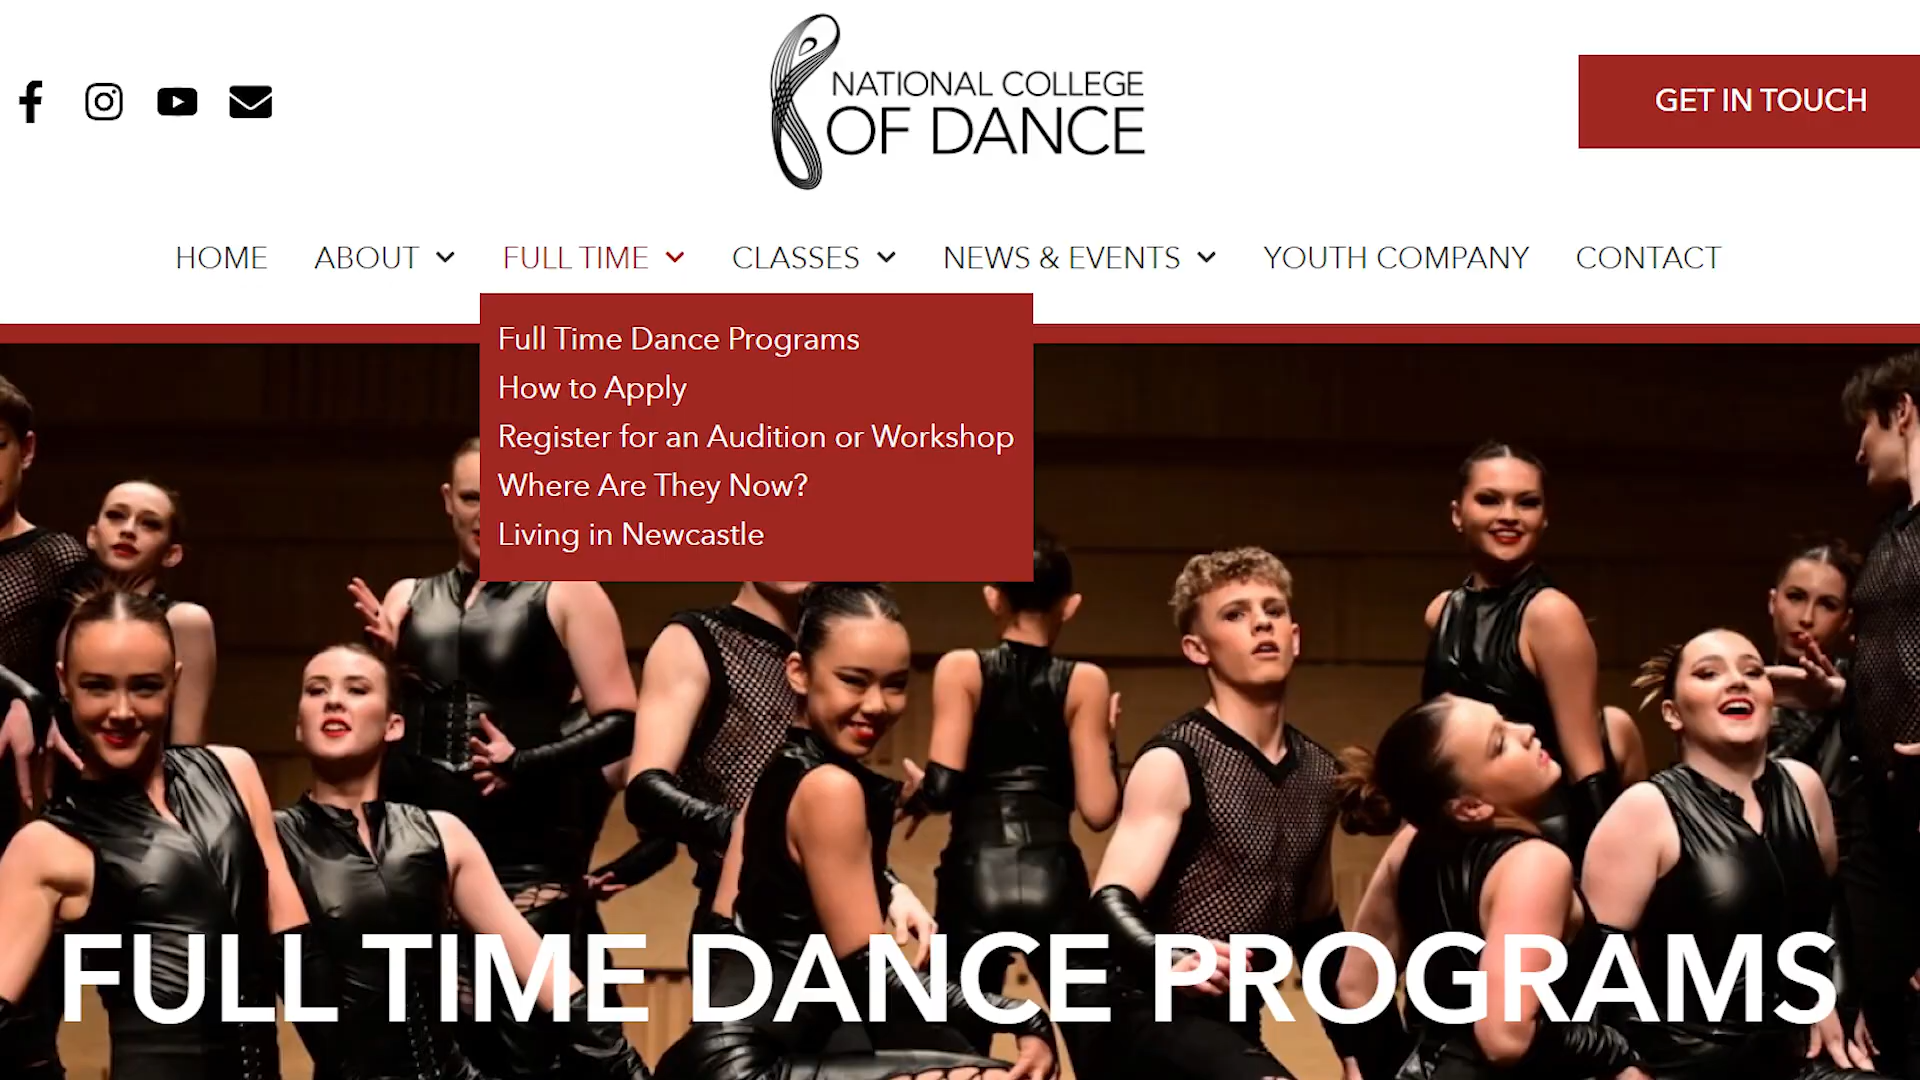 NATIONAL COLLEGE
OF DANCE
GET IN TOUCH
HOME ABOUT FULL TIME CLASSES NEWS & EVENTS YOUTH COMPANY CONTACT
Full Time Dance Programs
How to Apply
Register for an Audition or Workshop
Where Are They Now?
Living in Newcastle
FULL TIME DANCE PROGRAMS